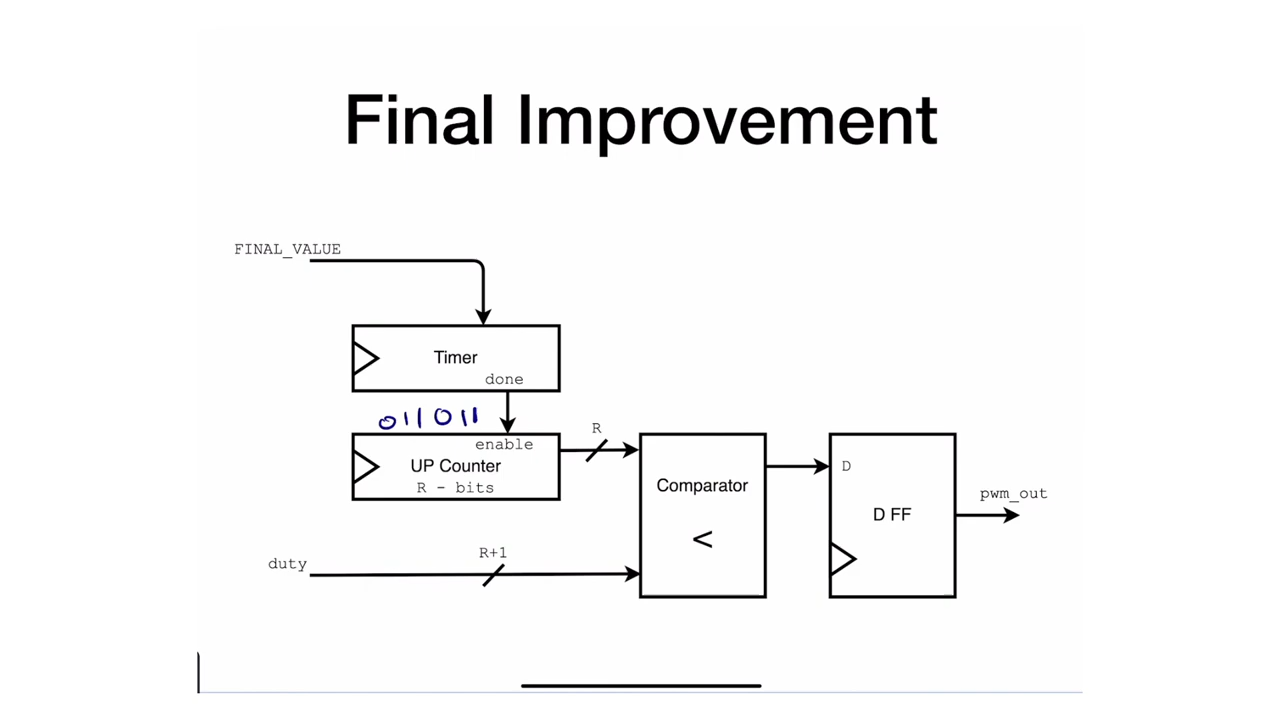 Final Improvement
FINAL_VALUE
Timer
done
011011
enable
UP Counter
R - bits
R
duty
R+1
Comparator
<
D
D FF
pwm_out